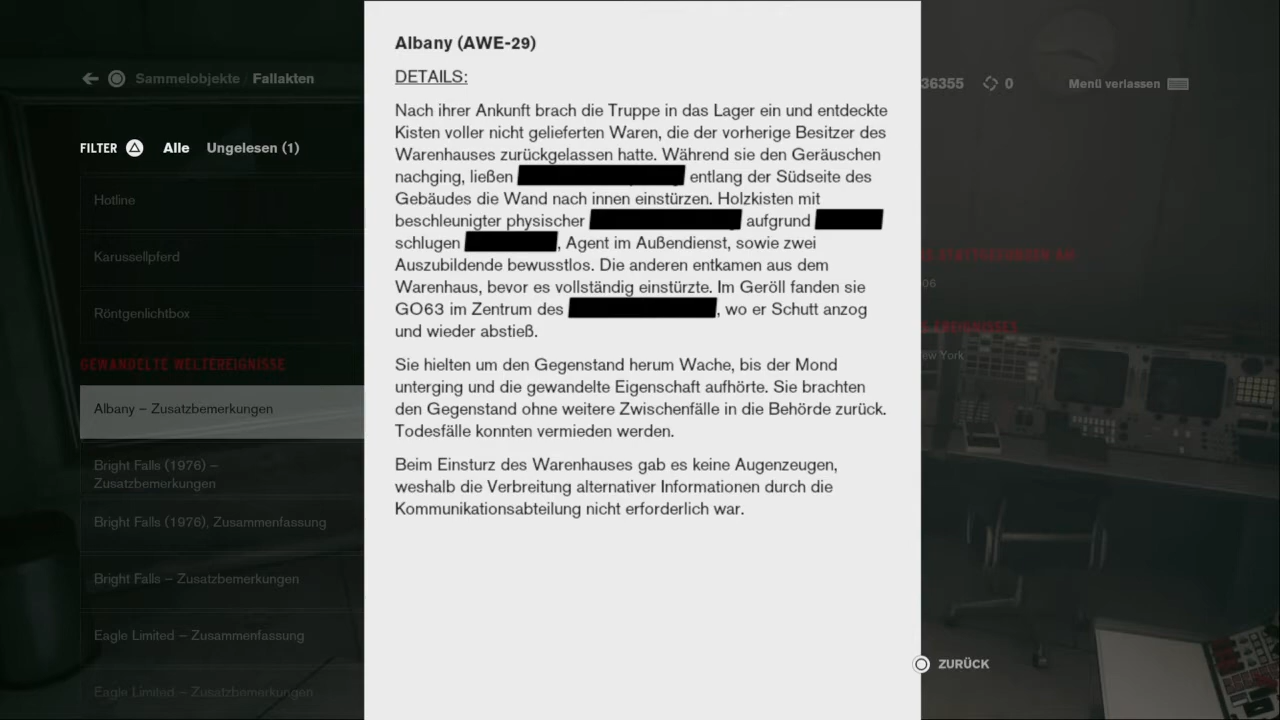 Albany (AWE-29)
DETAILS:
Nach ihrer Ankunft brach die Truppe in das Lager ein und entdeckte
Kisten voller nicht gelieferten Waren, die der vorherige Besitzer des
Warenhauses zurückgelassen hatte. Während sie den Geräuschen
nachging, ließen entlang der Südseite des
Gebäudes die Wand nach innen einstürzen. Holzkisten mit
beschleunigter physischer aufgrund
schlugen , Agent im Außendienst, sowie zwei
Auszubildende bewusstlos. Die anderen entkamen aus dem
Warenhaus, bevor es vollständig einstürzte. Im Geröll fanden sie
GO63 im Zentrum des , wo er Schutt anzog
und wieder abstieß.
Sie hielten um den Gegenstand herum Wache, bis der Mond
unterging und die gewandelte Eigenschaft aufhörte. Sie brachten
den Gegenstand ohne weitere Zwischenfälle in die Behörde zurück.
Todesfälle konnten vermieden werden.
Beim Einsturz des Warenhauses gab es keine Augenzeugen,
weshalb die Verbreitung alternativer Informationen durch die
Kommunikationsabteilung nicht erforderlich war.
Sammelobjekte Fallakten
36355 0 Menü verlassen
FILTER Alle Ungelesen (1)
Hotline
Karussellpferd
Röntgenlichtbox
GEWANDELTE WELTEREIGNISSE
Albany – Zusatzbemerkungen
Bright Falls (1976) –
Zusatzbemerkungen
Bright Falls (1976), Zusammenfassung
Bright Falls – Zusatzbemerkungen
Eagle Limited – Zusammenfassung
Eagle Limited – Zusatzbemerkungen
06
ew York
ZURÜCK